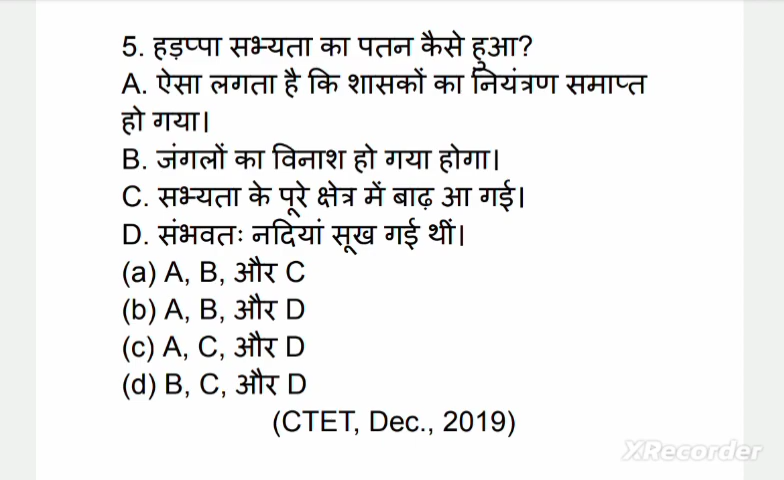 5. हड़प्पा सभ्यता का पतन कैसे हुआ?
A. ऐसा लगता है कि शासकों का नियंत्रण समाप्त
हो गया।
B. जंगलों का विनाश हो गया होगा।
C. सभ्यता के पूरे क्षेत्र में बाढ़ आ गई।
D. संभवतः नदियां सूख गई थीं।
(a) A, B, और C
(b) A, B, और D
(c) A, C, और D
(d) B, C, और D
(CTET, Dec., 2019)
XRecorder